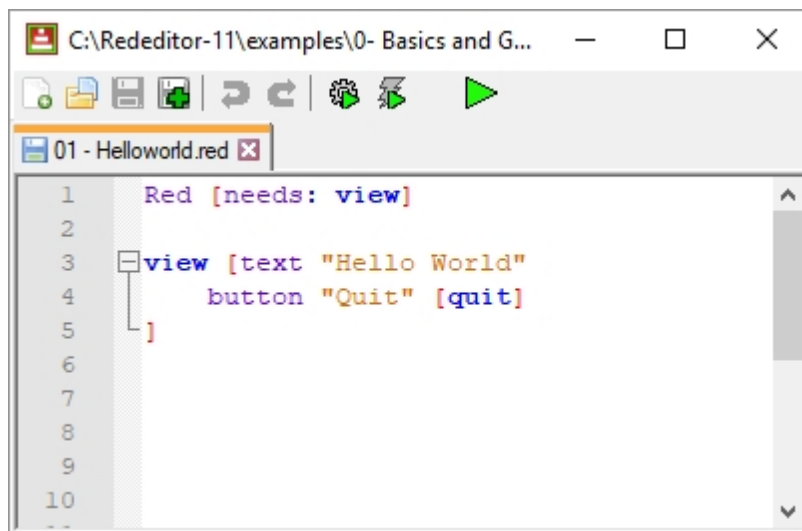 C:\Rededitor-11\examples\0- Basics and G...
01 - Helloworld.red
1 Red [needs: view]
2
3 view [text "Hello World"
4     button "Quit" [quit]
5 ]
6
7
8
9
10